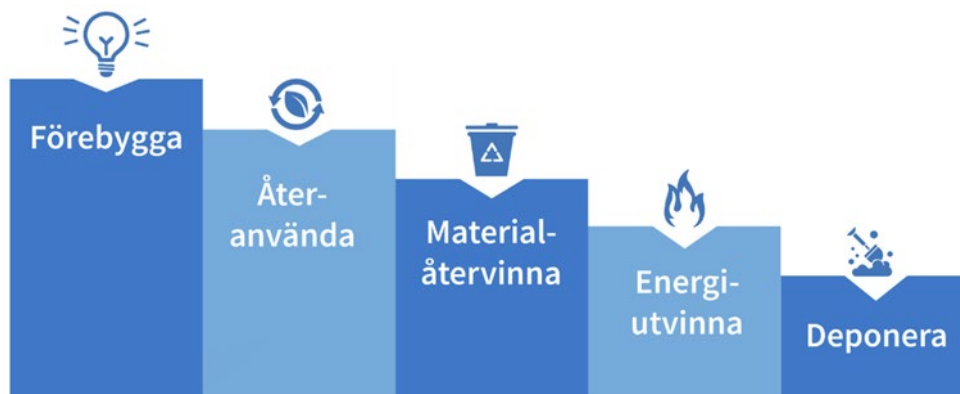 Förebygga
Åter-
använda
Material-
återvinna
Energi-
utvinna
Deponera